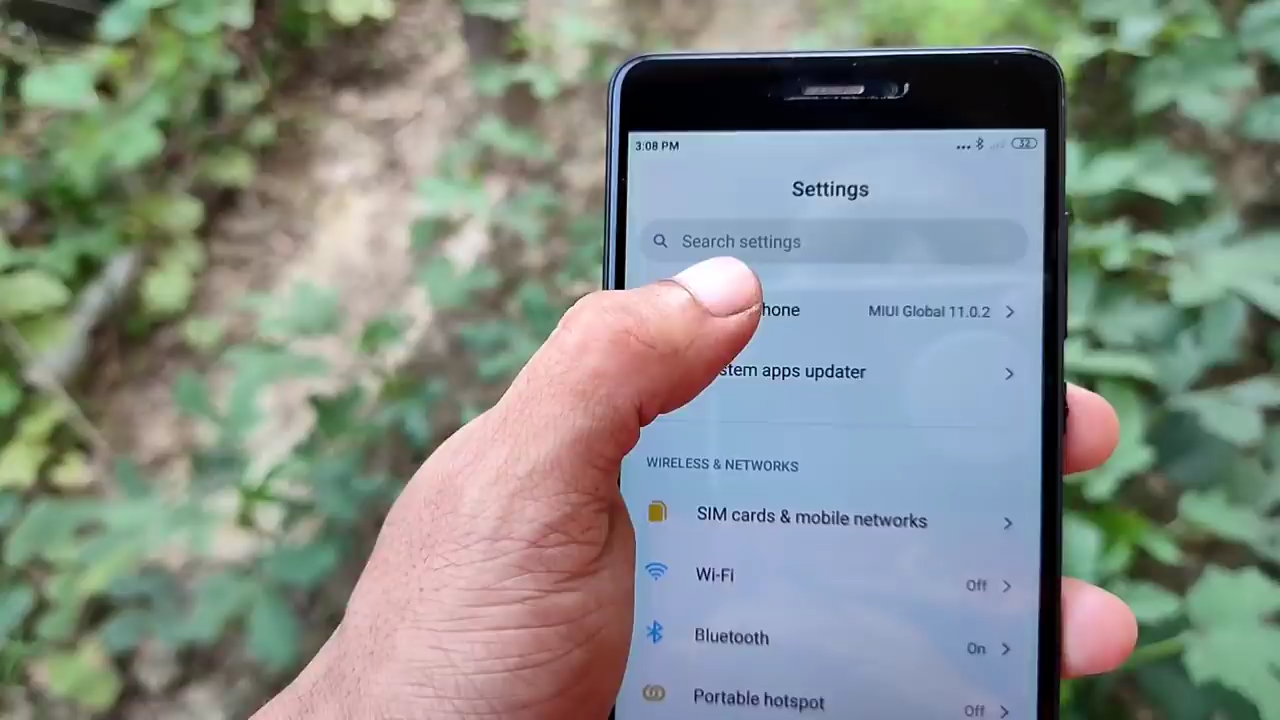 3:08 PM ... 32
Settings
Search settings
hone MIUI Global 11.0.2
stem apps updater
WIRELESS & NETWORKS
SIM cards & mobile networks
Wi-Fi Off
Bluetooth On
Portable hotspot Off